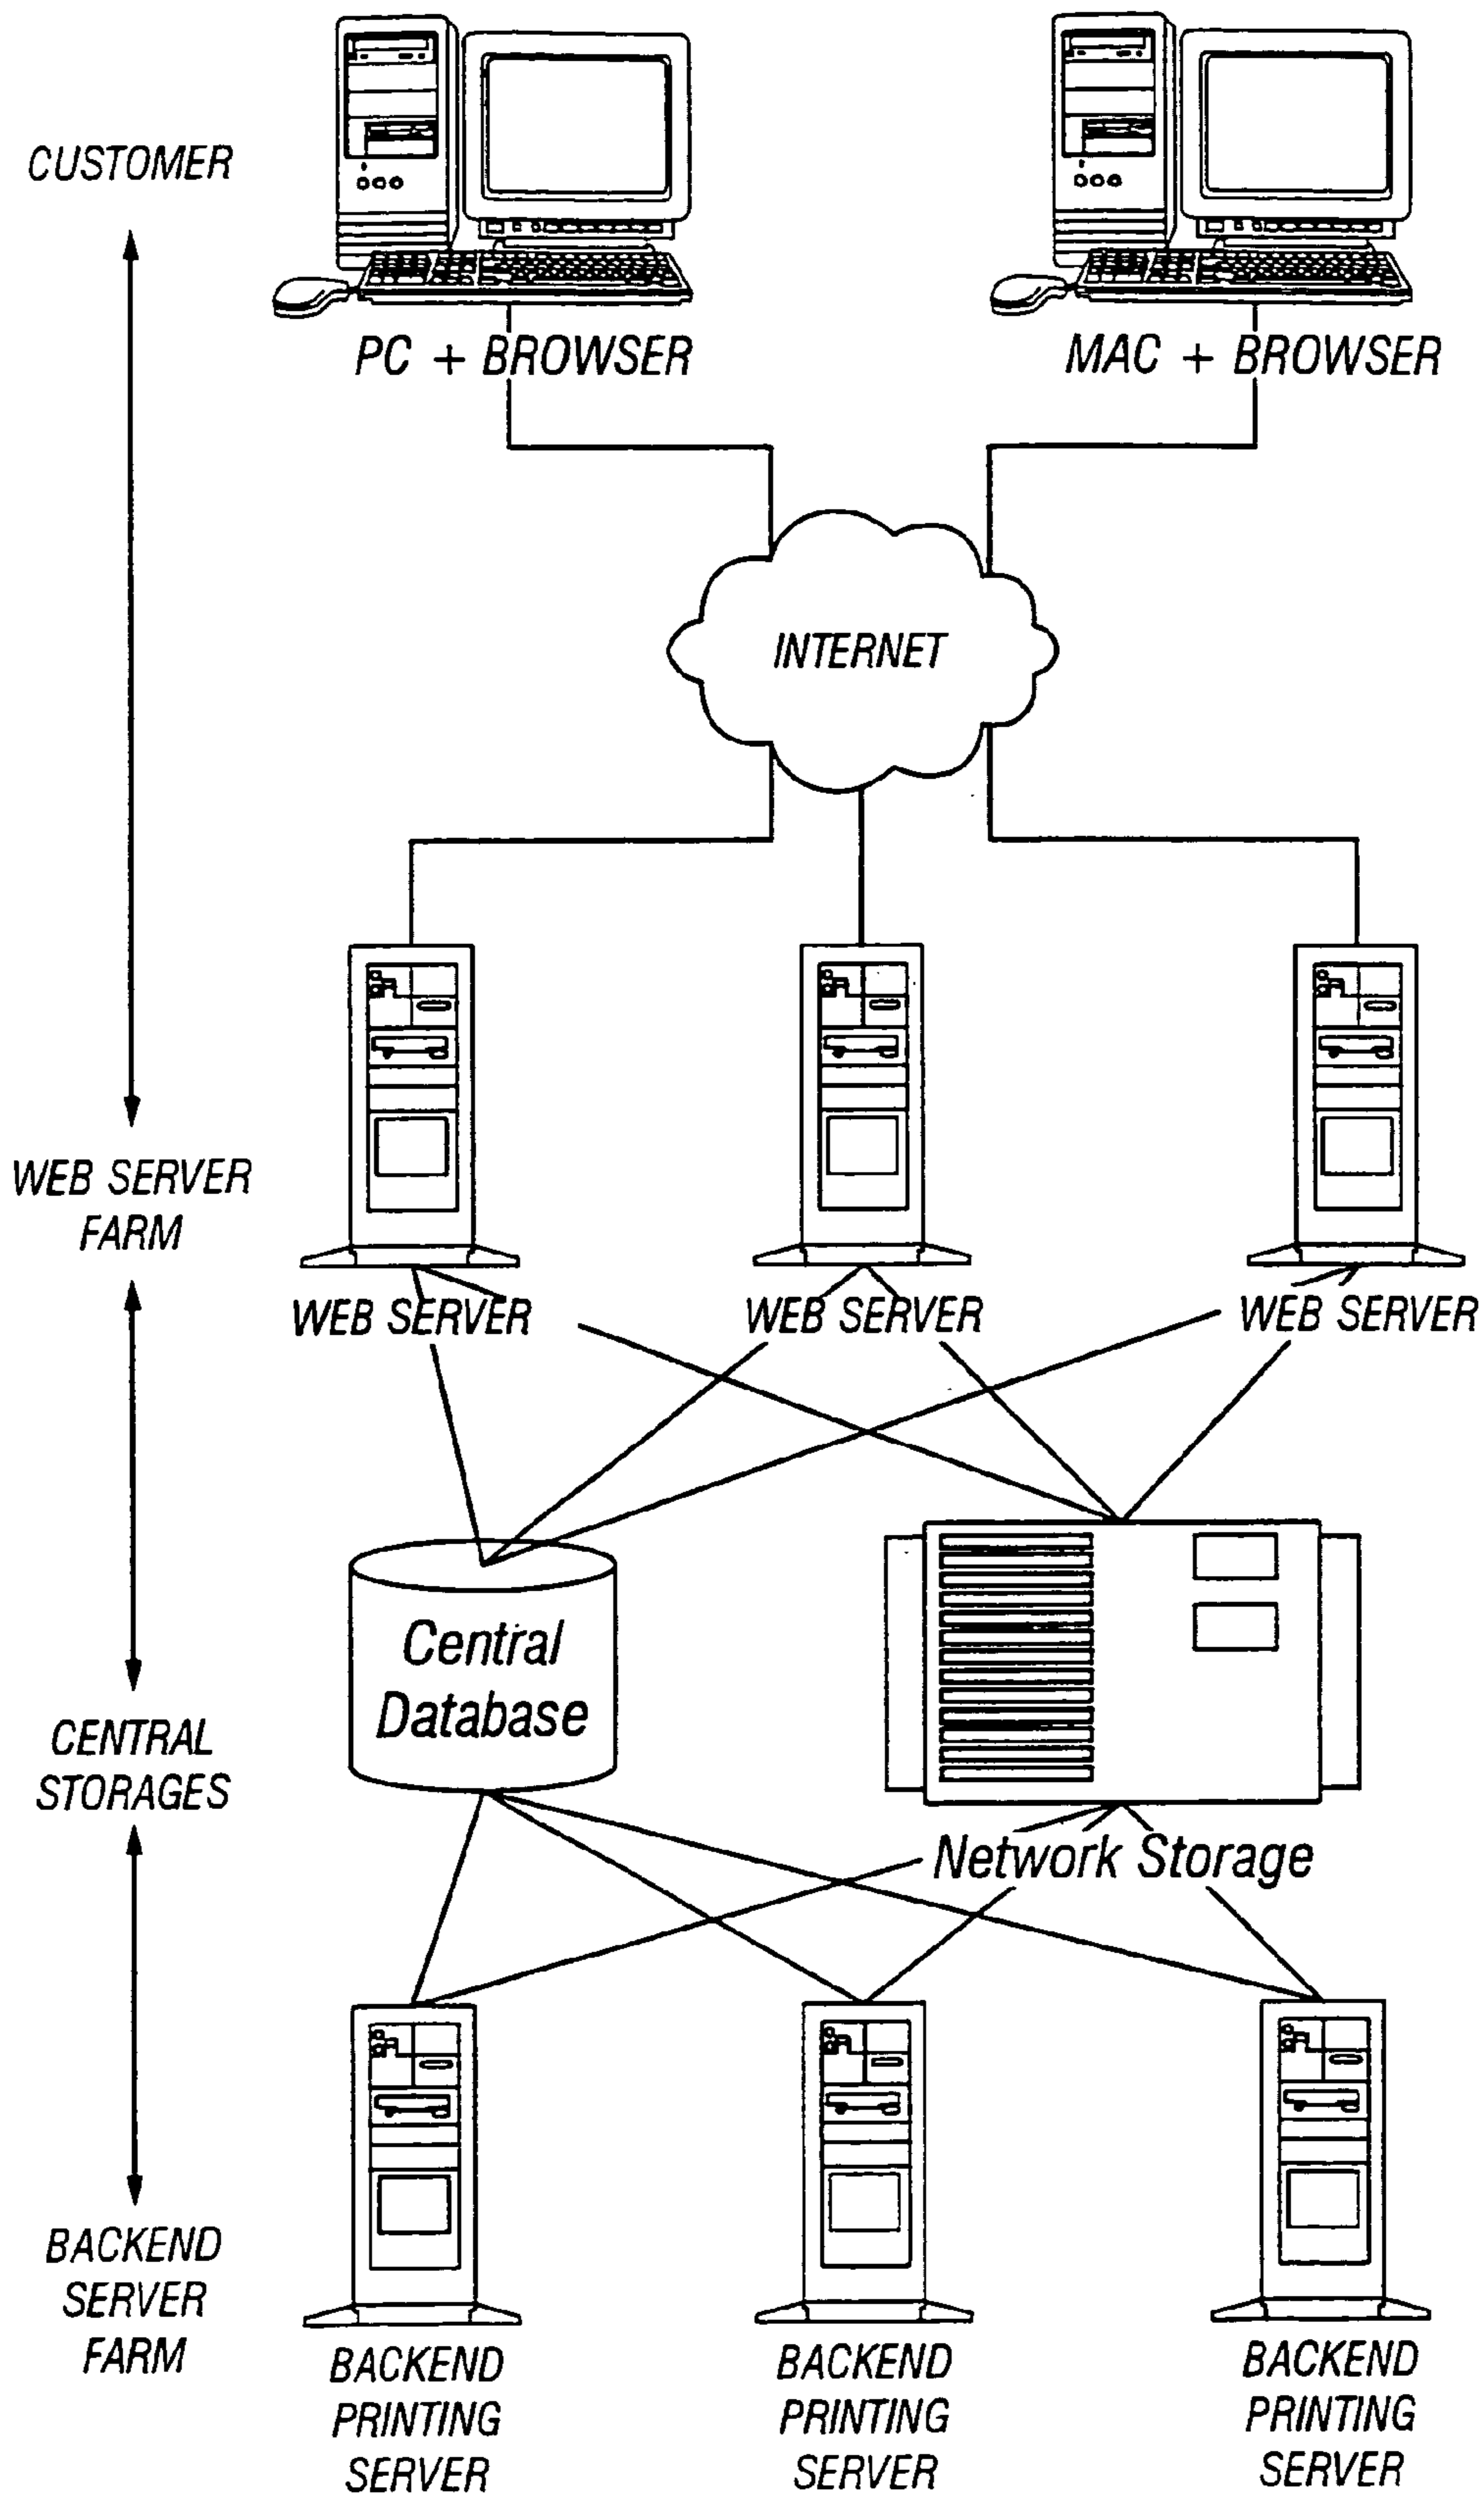 CUSTOMER
PC + BROWSER
MAC + BROWSER
INTERNET
WEB SERVER
FARM
WEB SERVER
WEB SERVER
WEB SERVER
Central
Database
CENTRAL
STORAGES
Network Storage
BACKEND
SERVER
FARM
BACKEND
PRINTING
SERVER
BACKEND
PRINTING
SERVER
BACKEND
PRINTING
SERVER